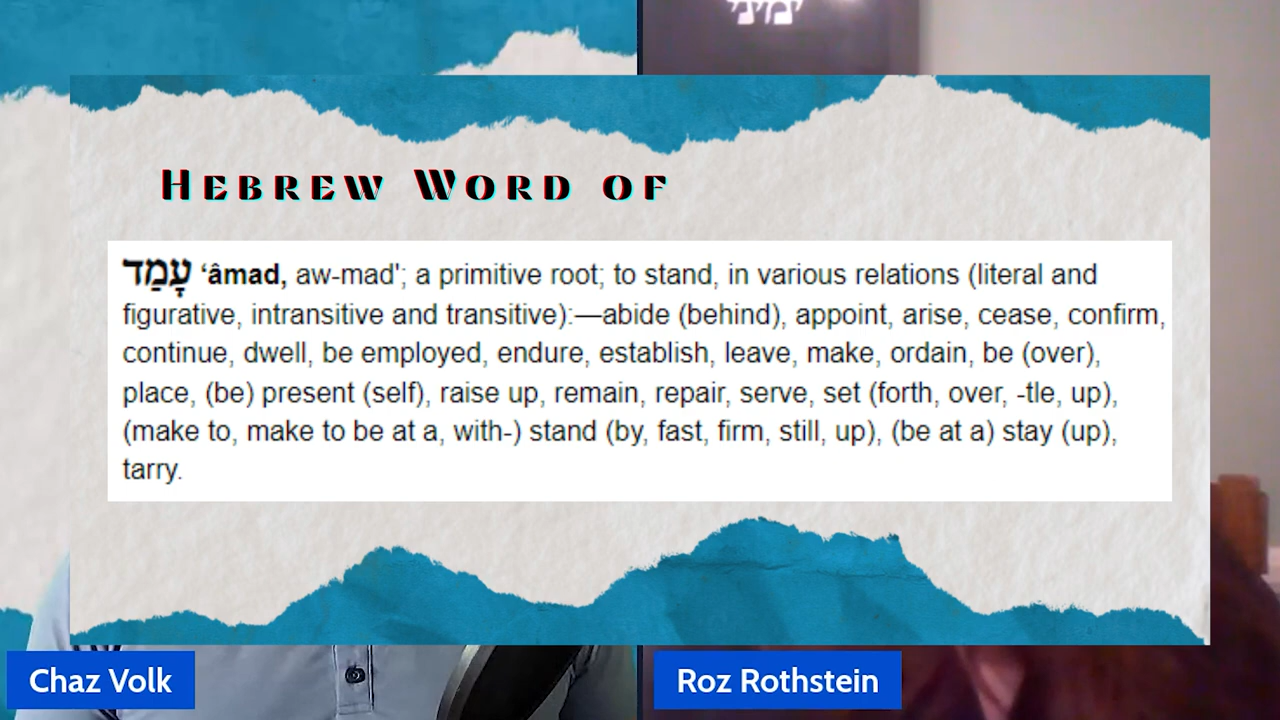 ימיני
HEBREW WORD OF
עָמַד ‘âmad, aw-mad'; a primitive root; to stand, in various relations (literal and
figurative, intransitive and transitive):—abide (behind), appoint, arise, cease, confirm,
continue, dwell, be employed, endure, establish, leave, make, ordain, be (over),
place, (be) present (self), raise up, remain, repair, serve, set (forth, over, -tle, up),
(make to, make to be at a, with-) stand (by, fast, firm, still, up), (be at a) stay (up),
tarry.
Chaz Volk
Roz Rothstein